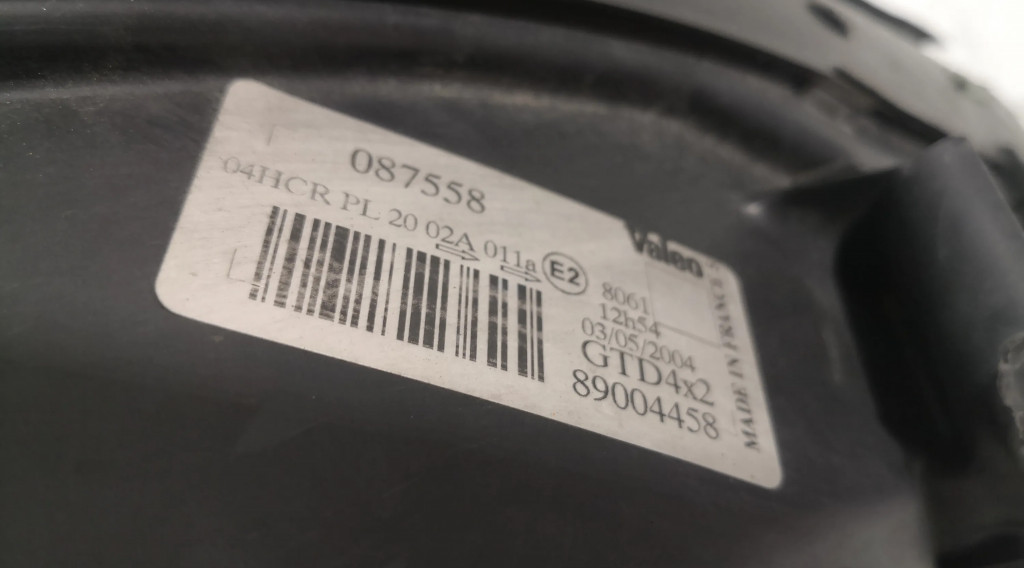 087558
04HCR PL 20 02A 011a E2
Valeo
8061
12h54
03/05/2004
GTD4x2
89004458
MADE IN FRANCE